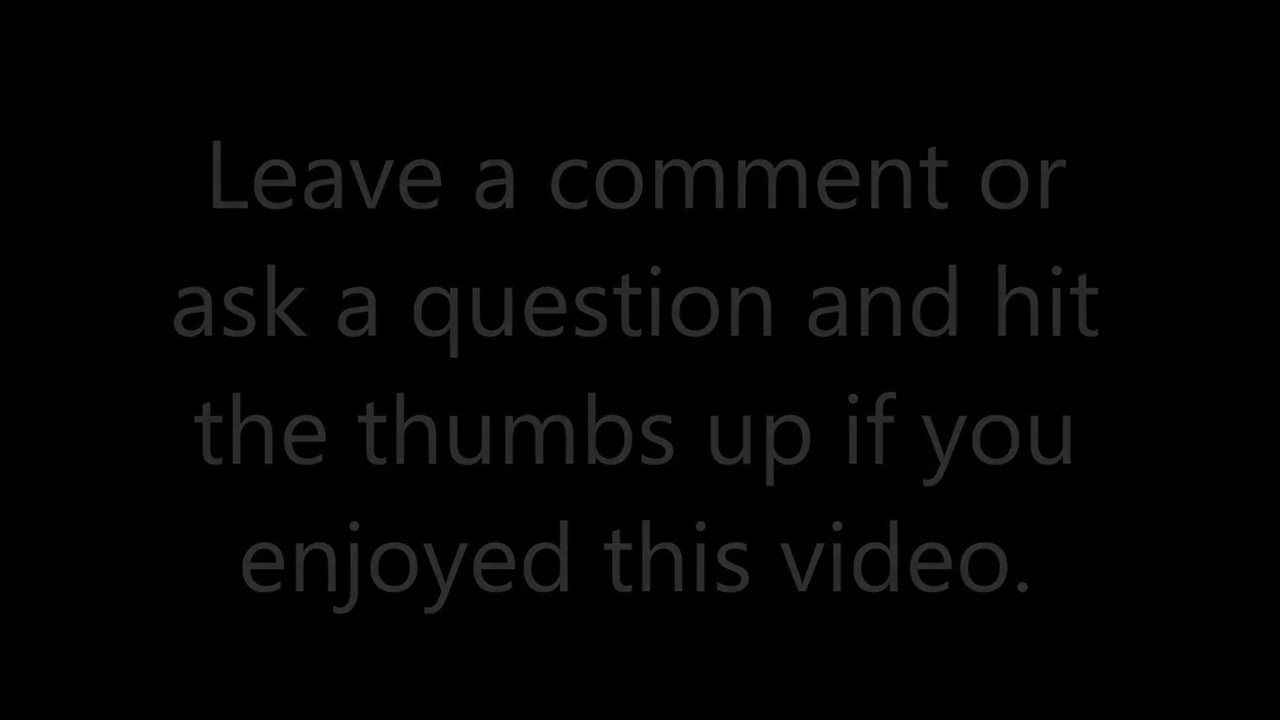 Leave a comment or
ask a question and hit
the thumbs up if you
enjoyed this video.